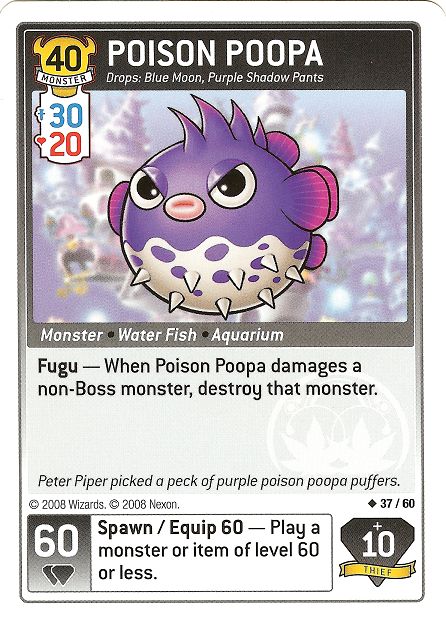 40
MONSTER
POISON POOPA
Drops: Blue Moon, Purple Shadow Pants
30
20
Monster • Water Fish • Aquarium
Fugu — When Poison Poopa damages a
non-Boss monster, destroy that monster.
Peter Piper picked a peck of purple poison poopa puffers.
© 2008 Wizards. © 2008 Nexon.
◆ 37 / 60
60
Spawn / Equip 60 — Play a
monster or item of level 60
or less.
+
10
THIEF